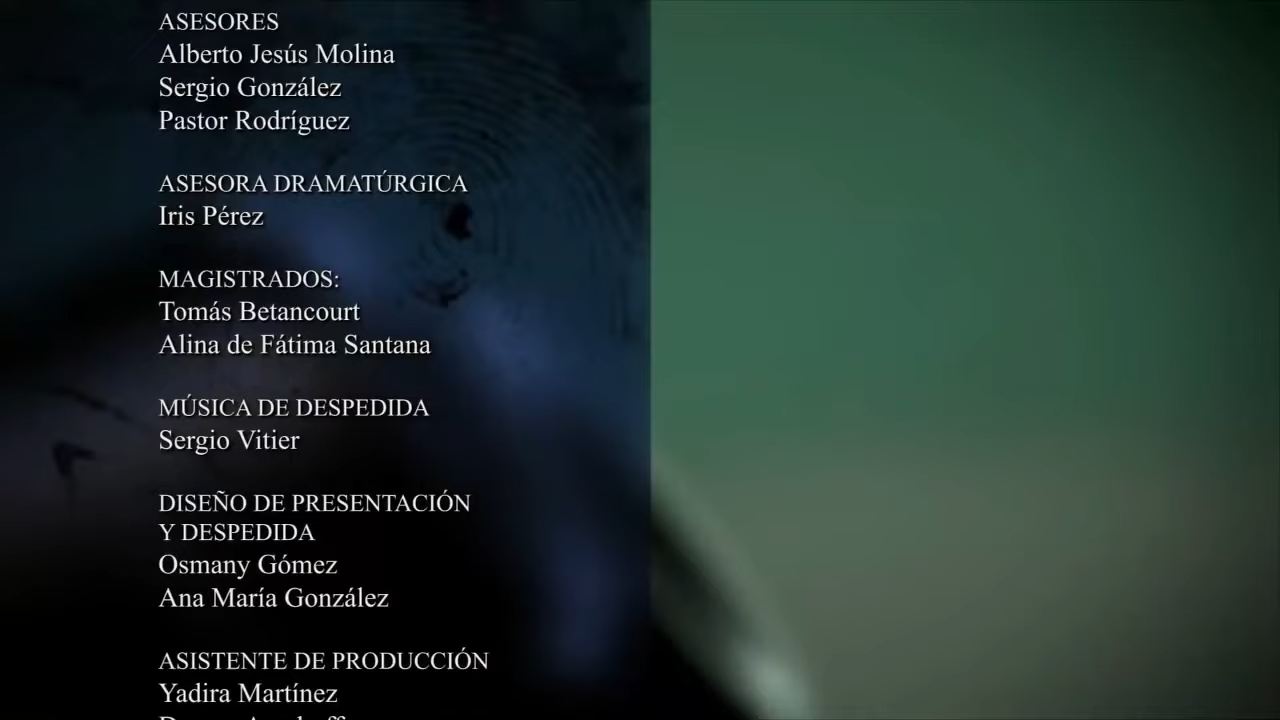 ASESORES
Alberto Jesús Molina
Sergio González
Pastor Rodríguez
ASESORA DRAMATÚRGICA
Iris Pérez
MAGISTRADOS:
Tomás Betancourt
Alina de Fátima Santana
MÚSICA DE DESPEDIDA
Sergio Vitier
DISEÑO DE PRESENTACIÓN
Y DESPEDIDA
Osmany Gómez
Ana María González
ASISTENTE DE PRODUCCIÓN
Yadira Martínez